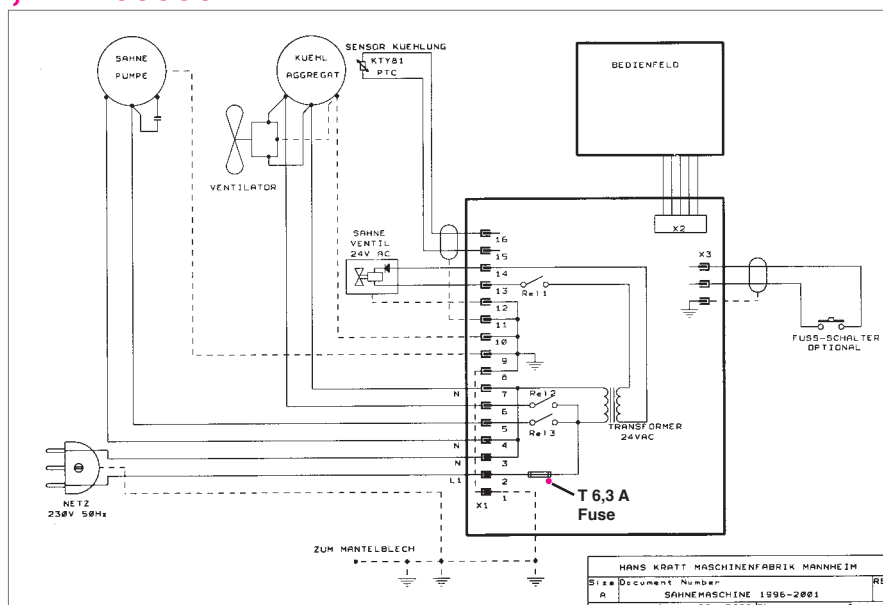 SAHNE
PUMPE
KUEHL
AGGREGAT
SENSOR KUEHLUNG
KTY81
PTC
BEDIENFELD
VENTILATOR
SAHNE
VENTIL
24V AC
X2
X3
16
15
14
13
Rel1
12
11
10
9
8
N
7
Rel2
6
5
Rel3
TRANSFORMER
24VAC
N
4
N
3
L1
2
1
X1
FUSS-SCHALTER
OPTIONAL
NETZ
230V 50Hz
T 6,3 A
Fuse
ZUM MANTELBLECH
HANS KRATT MASCHINENFABRIK MANNHEIM
Size
Document Number
A
SAHNEMASCHINE 1996-2001